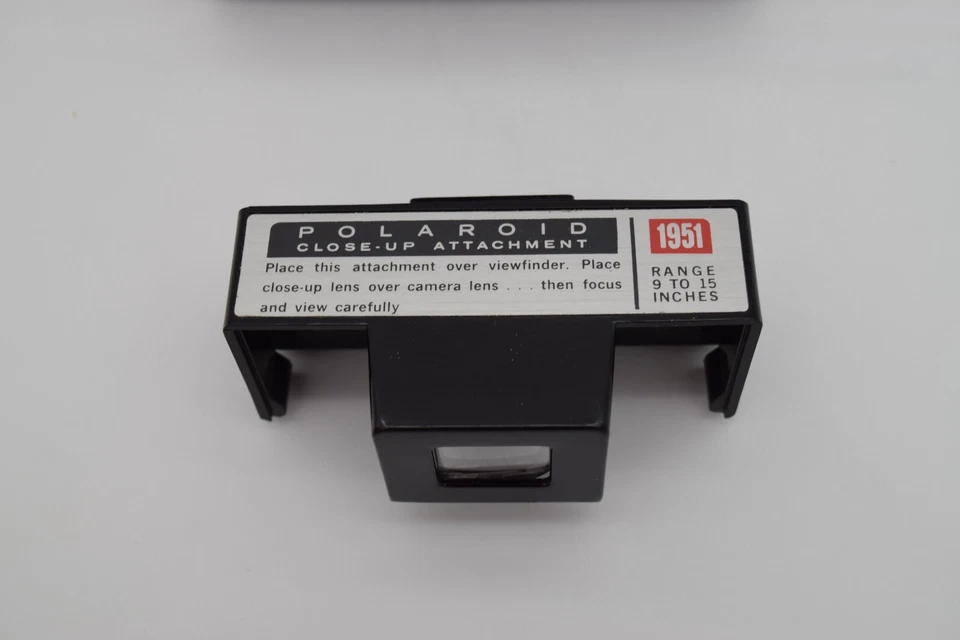 POLAROID
CLOSE-UP ATTACHMENT
Place this attachment over viewfinder. Place
close-up lens over camera lens . . . then focus
and view carefully
1951
RANGE
9 TO 15
INCHES